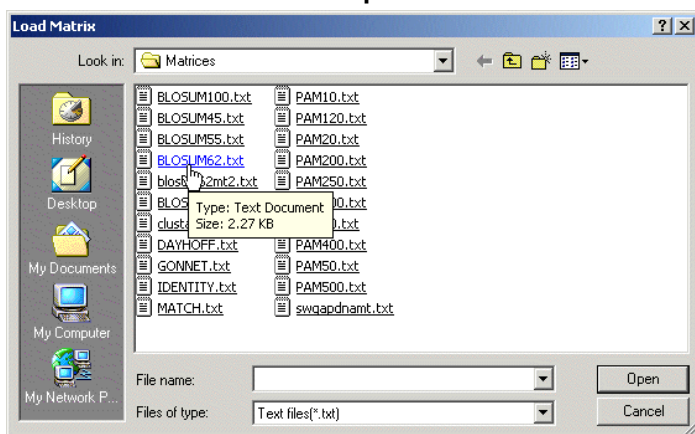 Load Matrix
Look in: Matrices
History
Desktop
My Documents
My Computer
My Network P...
BLOSUM100.txt
BLOSUM45.txt
BLOSUM55.txt
BLOSUM62.txt
DAYHOFF.txt
GONNET.txt
IDENTITY.txt
MATCH.txt
PAM10.txt
PAM120.txt
PAM20.txt
PAM200.txt
PAM250.txt
PAM400.txt
PAM50.txt
PAM500.txt
swgapdnamt.txt
Type: Text Document
Size: 2.27 KB
File name:
Open
Files of type: Text files(*.txt)
Cancel